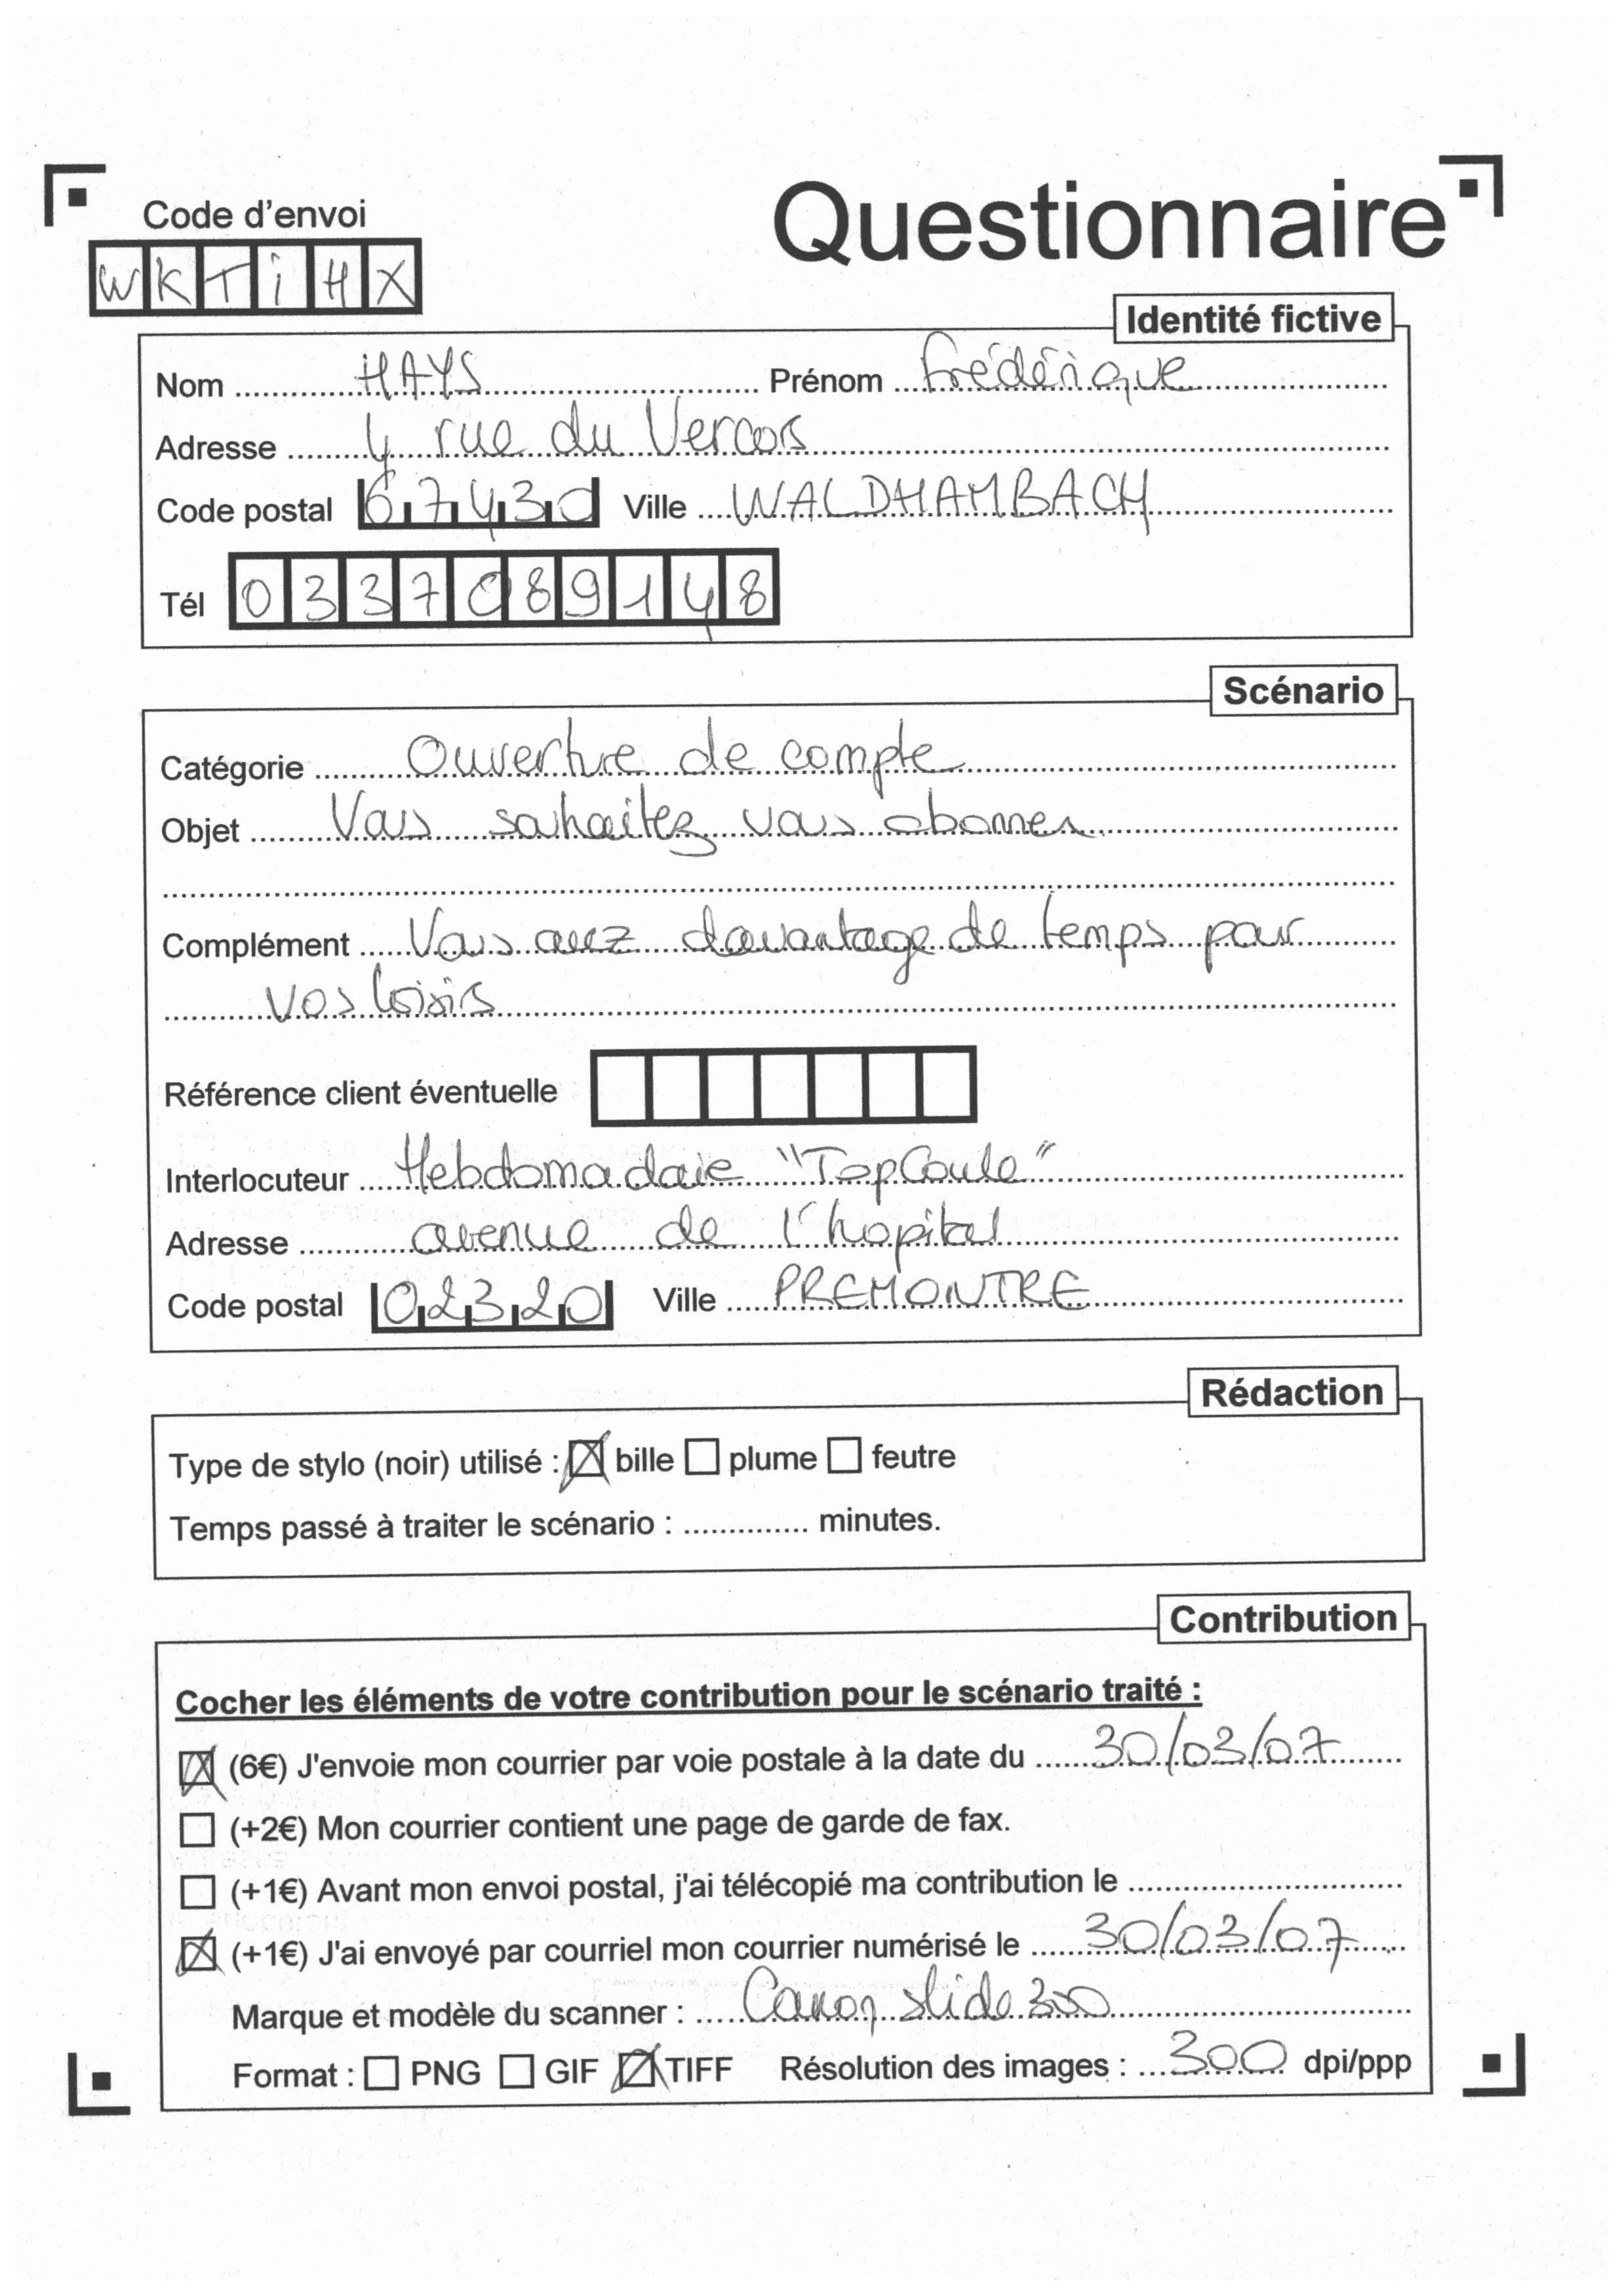 Code d'envoi
Questionnaire
WKTiHX
Identité fictive
Nom HAYS Prénom Frédérique
Adresse 4 rue du Vercors
Code postal 67430 Ville WALDHAMBACH
Tél 0337089148
Scénario
Catégorie Ouverture de compte
Objet Vous souhaitez vous abonner.
Complément Vous avez davantage de temps pour
vos loisirs
Référence client éventuelle
Interlocuteur Hebdomadaire "TopCoule"
Adresse avenue de l'hopital
Code postal 02320 Ville PREMONTRE
Rédaction
Type de stylo (noir) utilisé : bille plume feutre
Temps passé à traiter le scénario : .............. minutes.
Contribution
Cocher les éléments de votre contribution pour le scénario traité :
(6€) J'envoie mon courrier par voie postale à la date du 30/03/07
(+2€) Mon courrier contient une page de garde de fax.
(+1€) Avant mon envoi postal, j'ai télécopié ma contribution le
(+1€) J'ai envoyé par courriel mon courrier numérisé le 30/03/07
Marque et modèle du scanner : Canon slide 300
Format : PNG GIF TIFF Résolution des images : 300 dpi/ppp